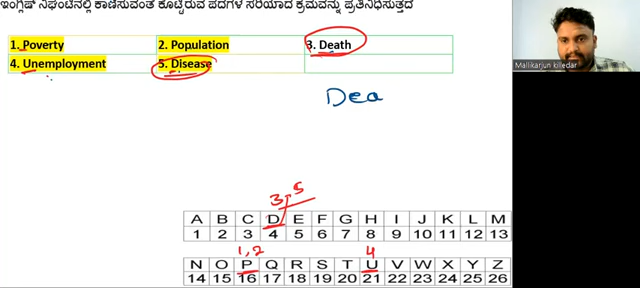 ಇಂಗ್ಲಿಷ್ ನಿಘಂಟಿನಲ್ಲಿ ಕಾಣಿಸುವಂತೆ ಕೊಟ್ಟಿರುವ ಪದಗಳ ಸರಿಯಾದ ಕ್ರಮವನ್ನು ಪ್ರತಿನಿಧಿಸುತ್ತದೆ
1. Poverty 2. Population 3. Death
4. Unemployment 5. Disease
Mallikarjun killedar
Dea
3, 5
A B C D E F G H I J K L M
1 2 3 4 5 6 7 8 9 10 11 12 13
1, 2 4
N O P Q R S T U V W X Y Z
14 15 16 17 18 19 20 21 22 23 24 25 26